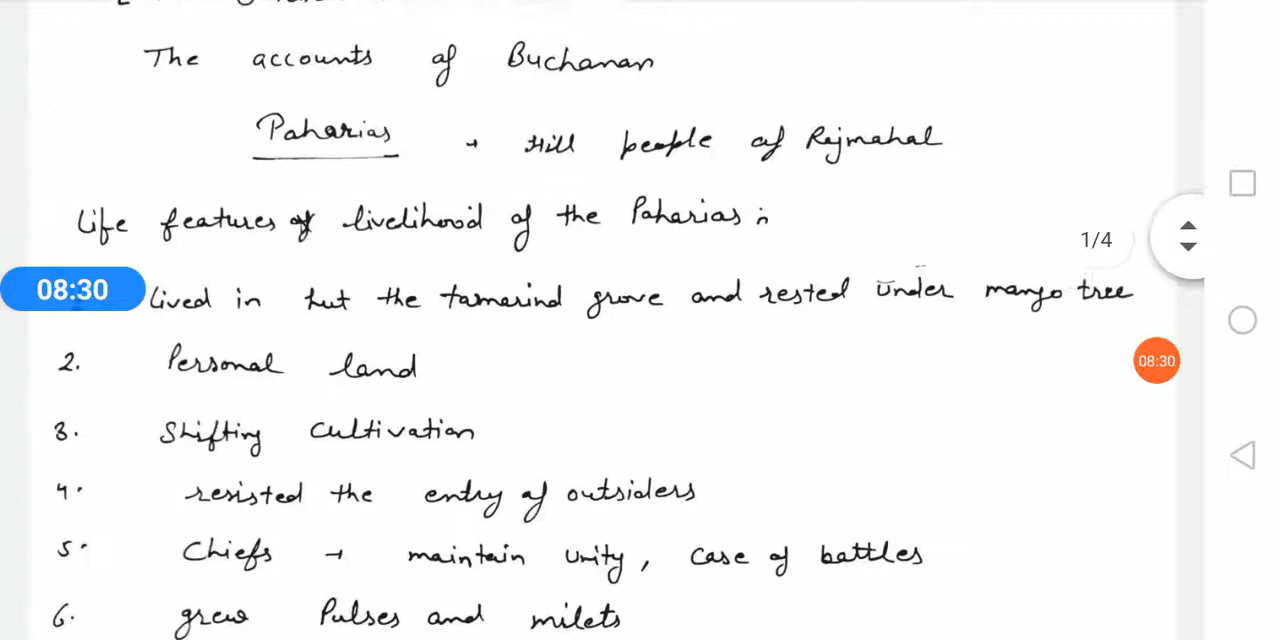 The accounts of Buchanan
Paharias → Hill people of Rajmahal
Life features of livelihood of the Paharias :
1/4
08:30 lived in hut the tamarind grove and rested under mango tree
08:30
2. Personal land
3. Shifting cultivation
4. resisted the entry of outsiders
5. Chiefs → maintain unity, case of battles
6. grew Pulses and milets